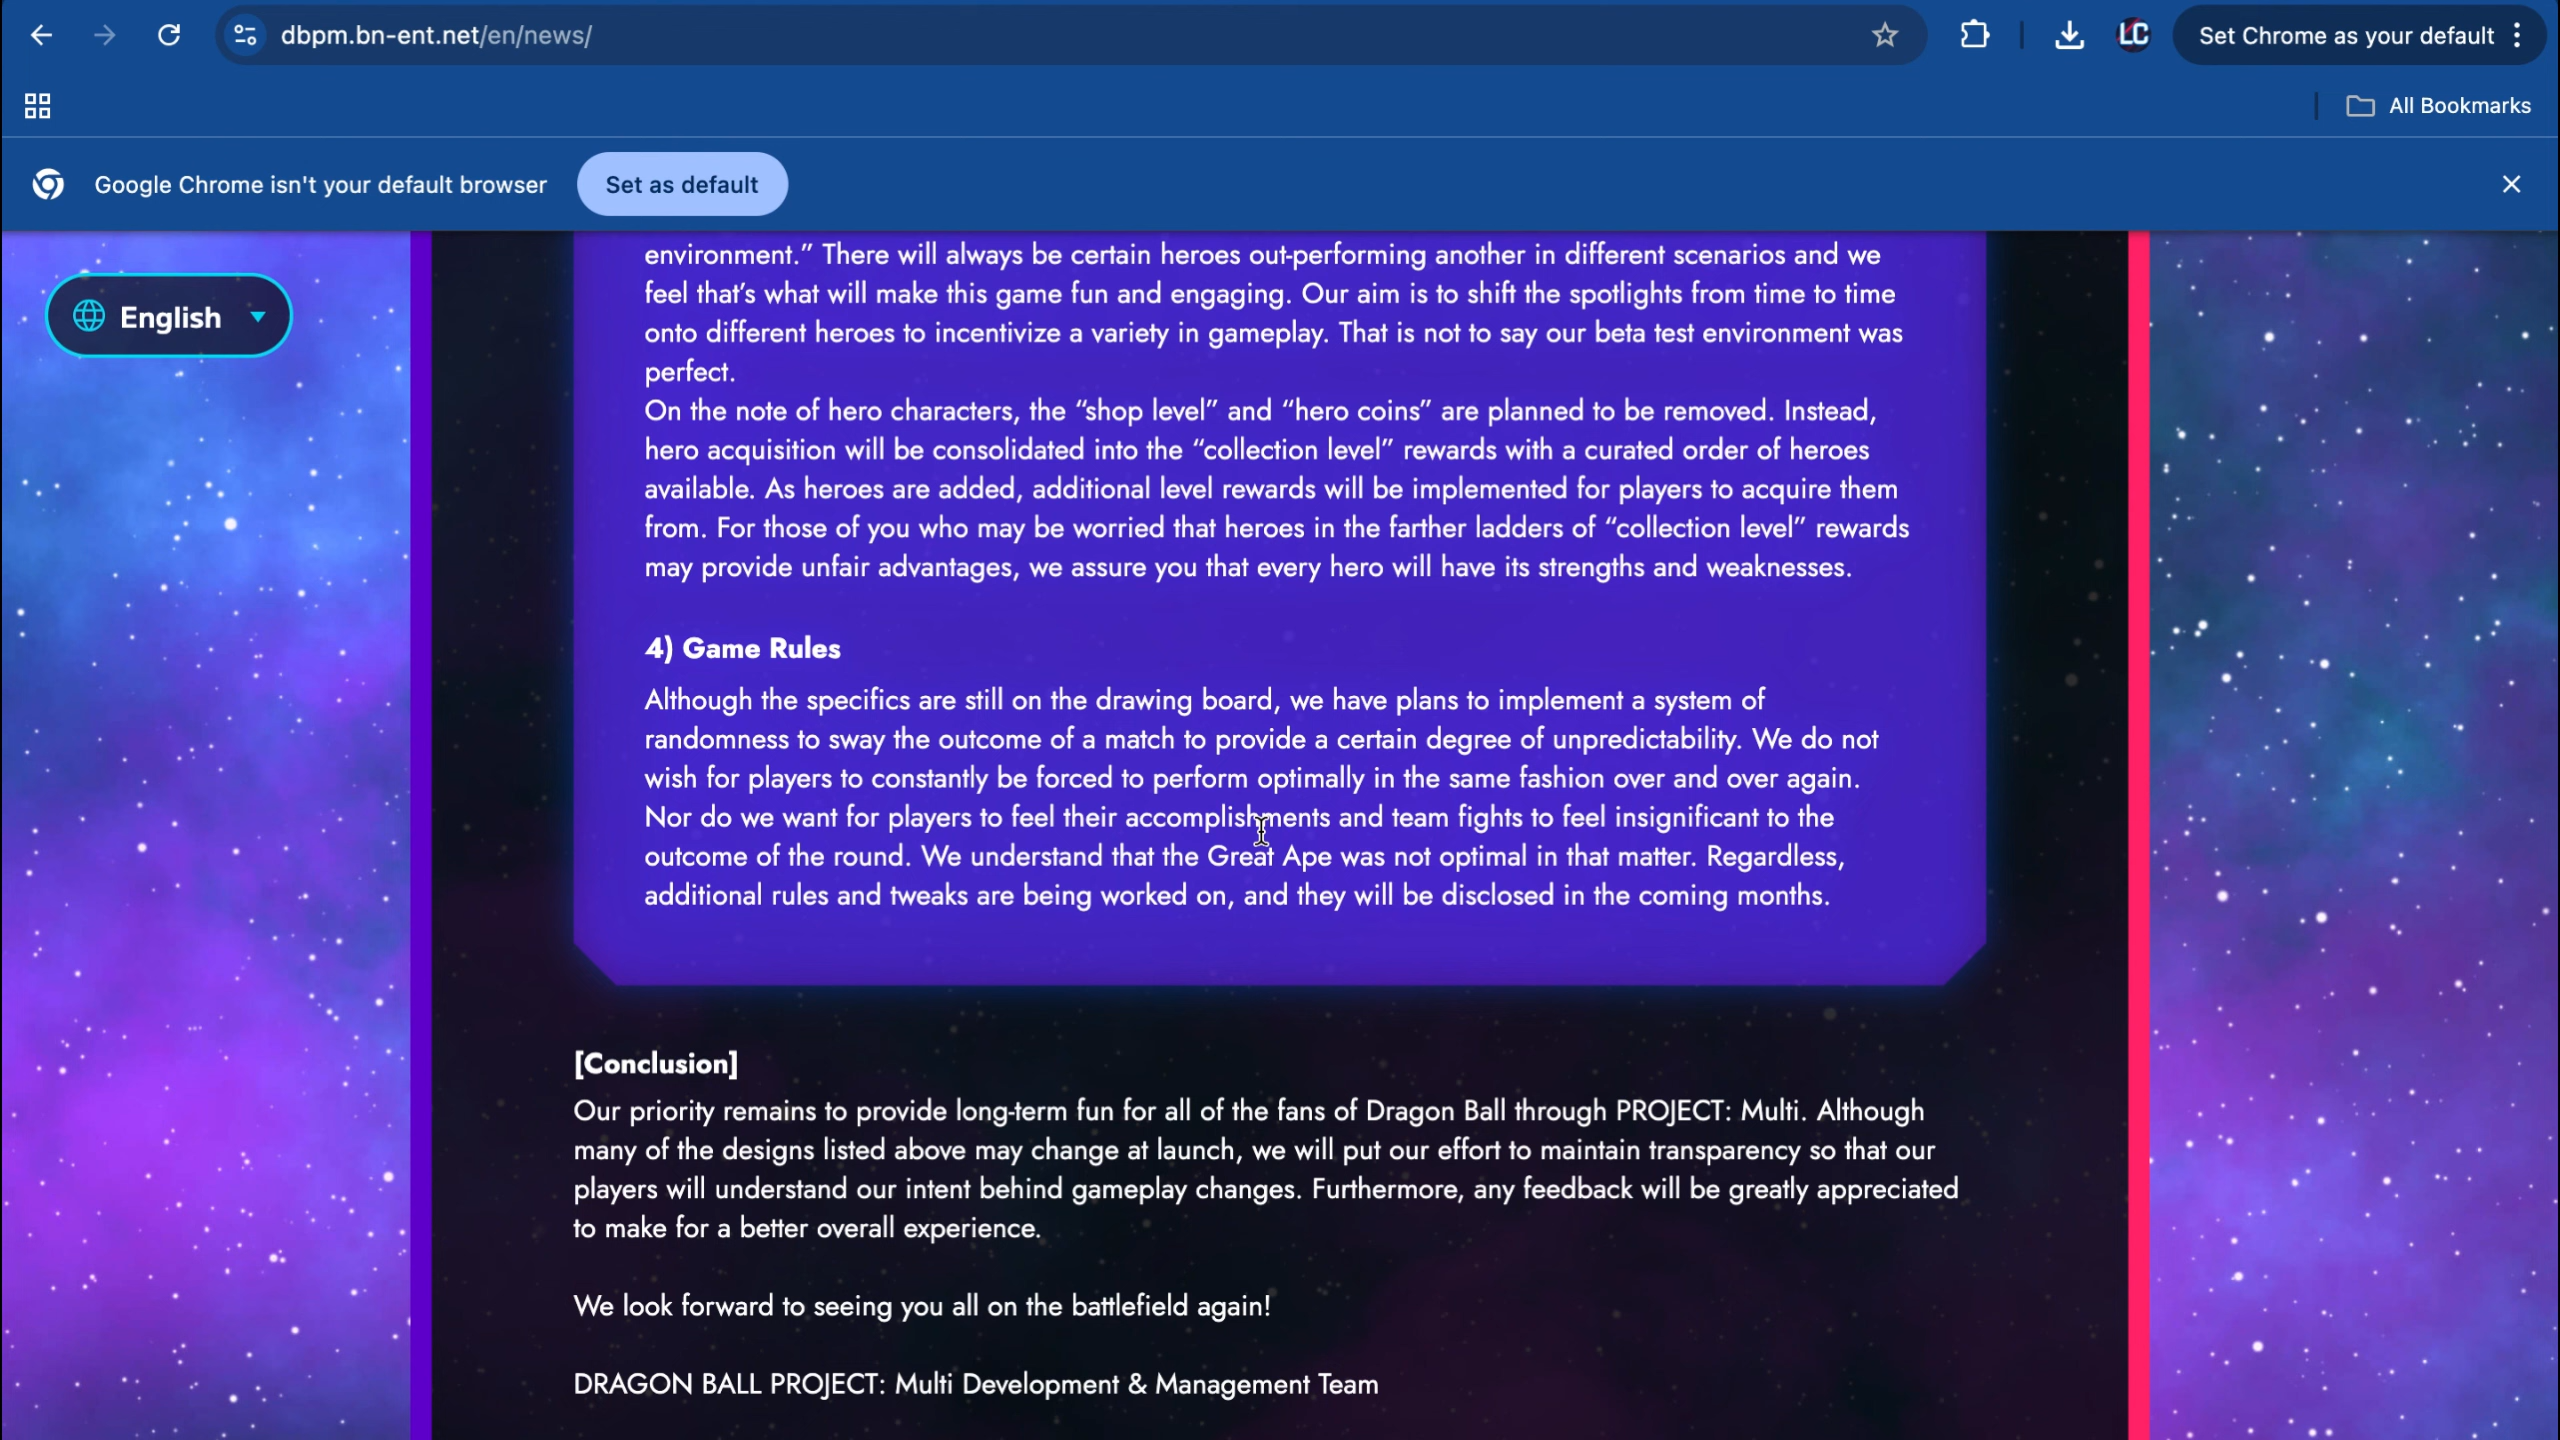 dbpm.bn-ent.net/en/news/
LC
Set Chrome as your default
All Bookmarks
Google Chrome isn't your default browser
Set as default
English
environment.” There will always be certain heroes out-performing another in different scenarios and we
feel that’s what will make this game fun and engaging. Our aim is to shift the spotlights from time to time
onto different heroes to incentivize a variety in gameplay. That is not to say our beta test environment was
perfect.
On the note of hero characters, the “shop level” and “hero coins” are planned to be removed. Instead,
hero acquisition will be consolidated into the “collection level” rewards with a curated order of heroes
available. As heroes are added, additional level rewards will be implemented for players to acquire them
from. For those of you who may be worried that heroes in the farther ladders of “collection level” rewards
may provide unfair advantages, we assure you that every hero will have its strengths and weaknesses.
4) Game Rules
Although the specifics are still on the drawing board, we have plans to implement a system of
randomness to sway the outcome of a match to provide a certain degree of unpredictability. We do not
wish for players to constantly be forced to perform optimally in the same fashion over and over again.
Nor do we want for players to feel their accomplishments and team fights to feel insignificant to the
outcome of the round. We understand that the Great Ape was not optimal in that matter. Regardless,
additional rules and tweaks are being worked on, and they will be disclosed in the coming months.
[Conclusion]
Our priority remains to provide long-term fun for all of the fans of Dragon Ball through PROJECT: Multi. Although
many of the designs listed above may change at launch, we will put our effort to maintain transparency so that our
players will understand our intent behind gameplay changes. Furthermore, any feedback will be greatly appreciated
to make for a better overall experience.
We look forward to seeing you all on the battlefield again!
DRAGON BALL PROJECT: Multi Development & Management Team